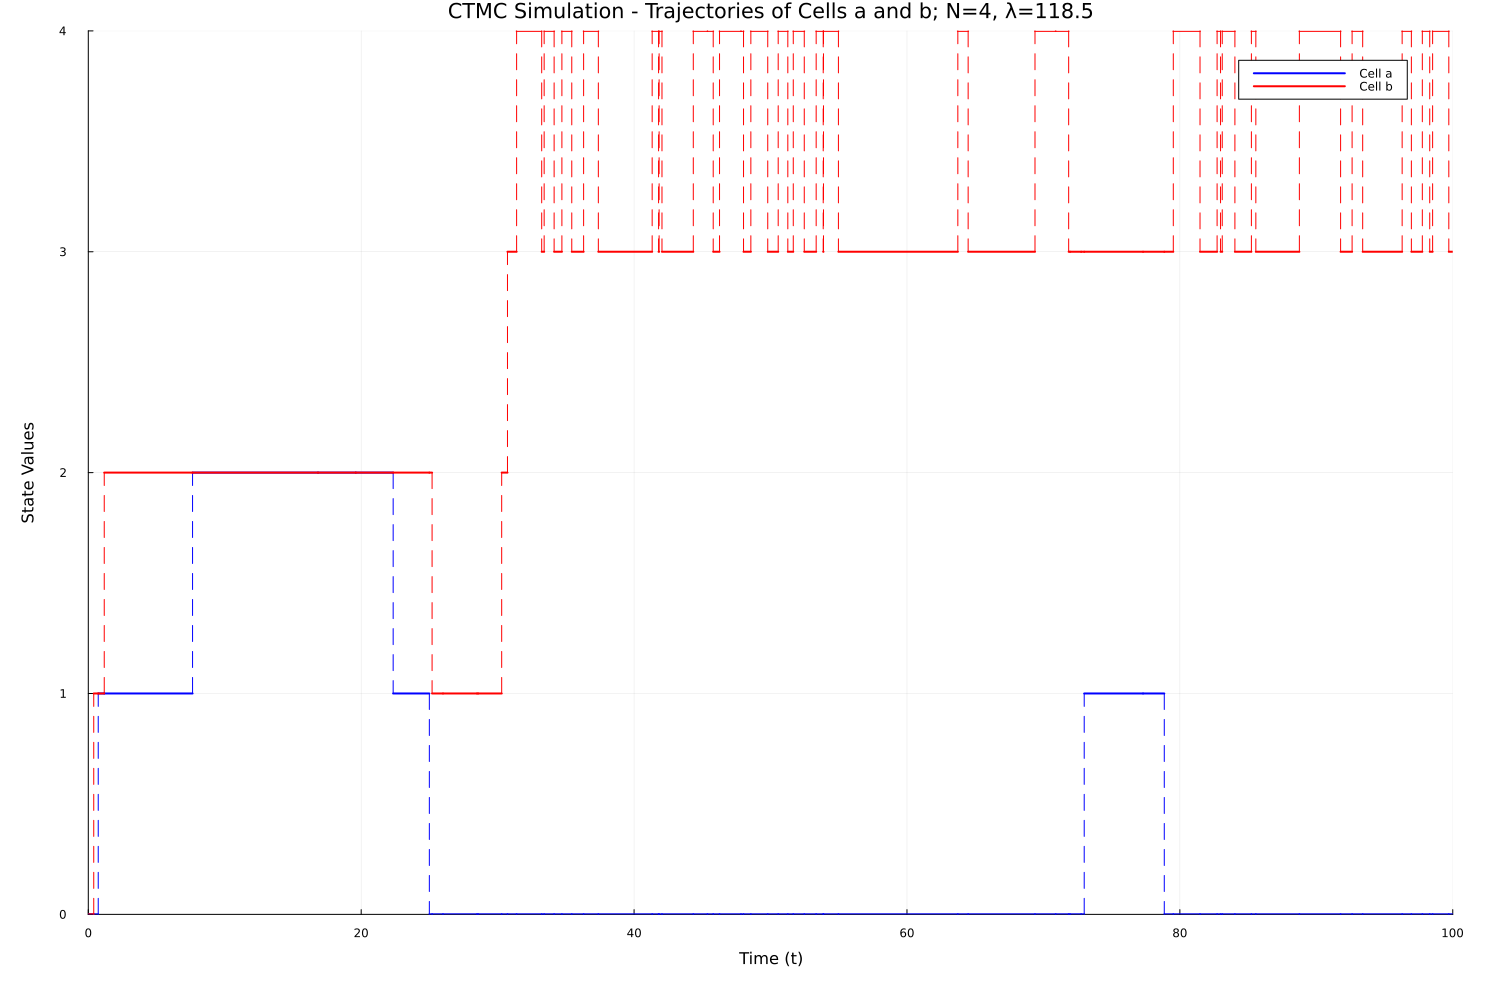 CTMC Simulation - Trajectories of Cells a and b; N=4, λ=118.5
4
Cell a
Cell b
3
State Values
2
1
0
0 20 40 60 80 100
Time (t)